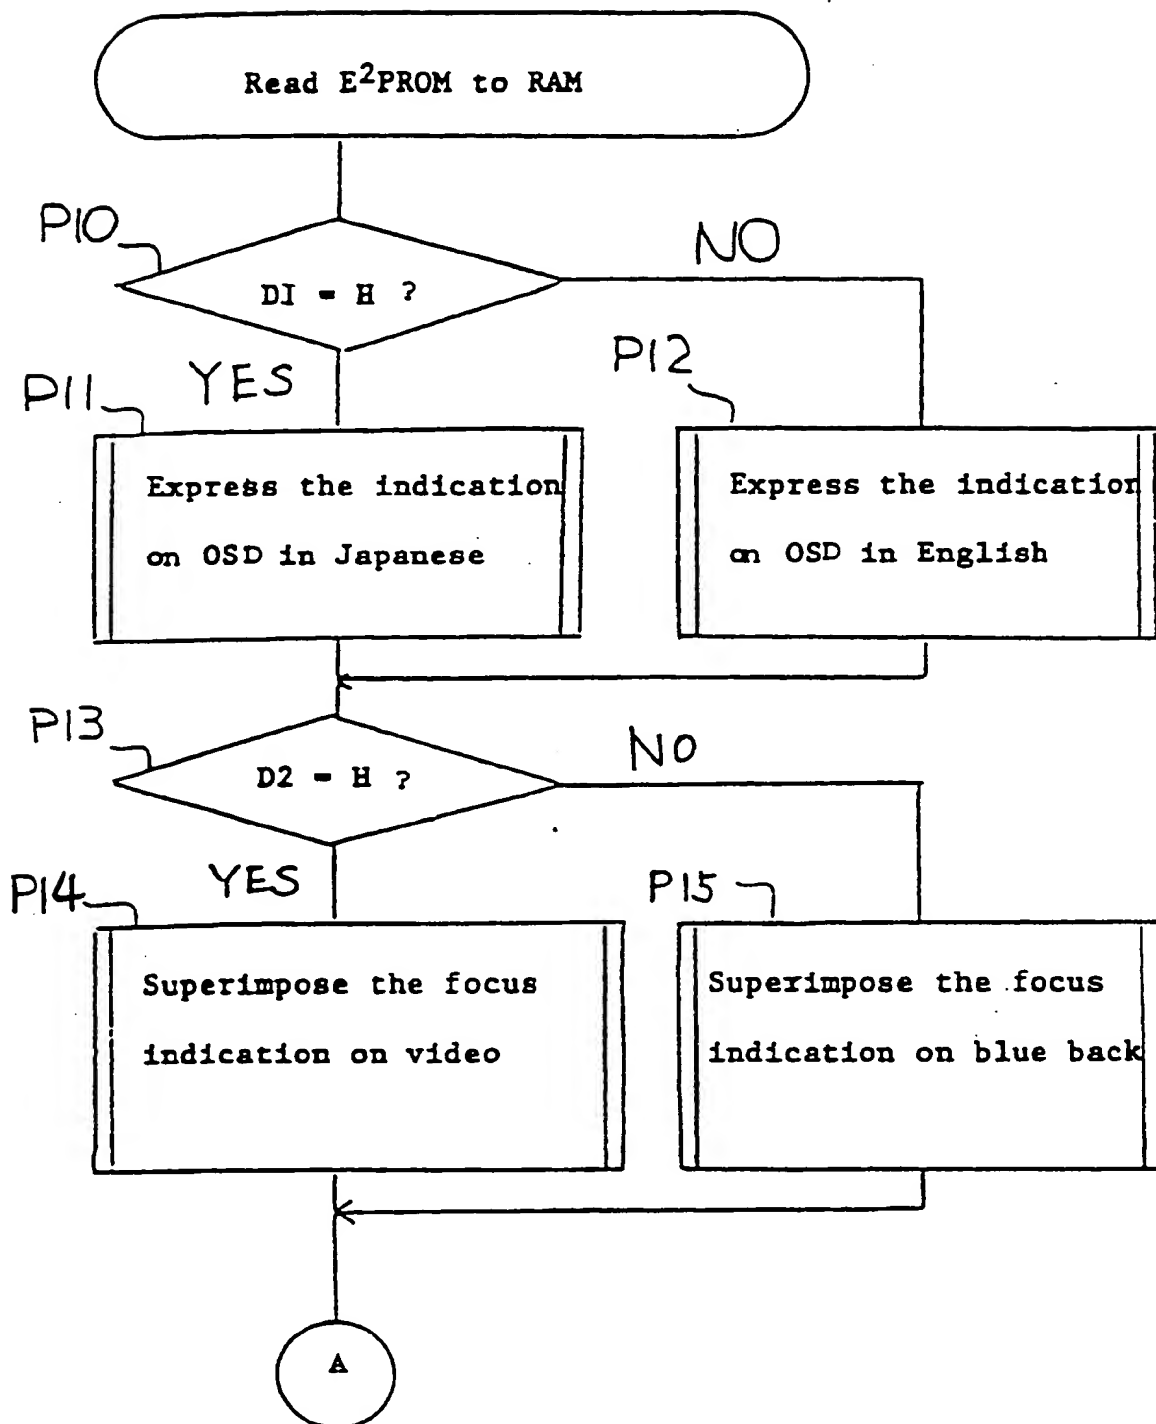 Read E²PROM to RAM
P10
DI = H ?
NO
YES
P11
Express the indication
on OSD in Japanese
P12
Express the indication
on OSD in English
P13
D2 = H ?
NO
YES
P14
Superimpose the focus
indication on video
P15
Superimpose the focus
indication on blue back
A